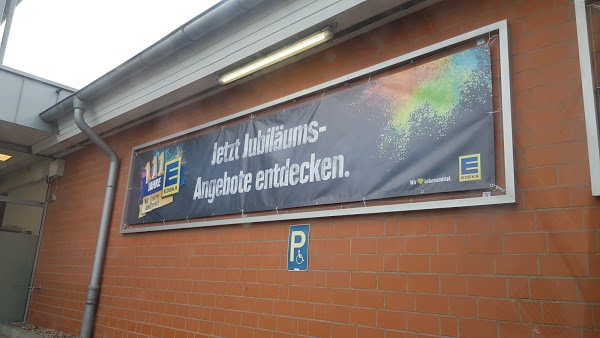 111
JAHRE
EDEKA
Jetzt Jubiläums-
Angebote entdecken.
Wir lebensmittel.
EDEKA
P